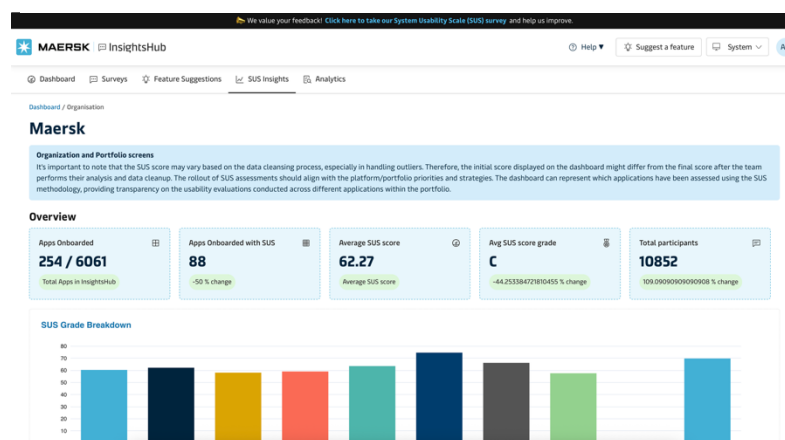 We value your feedback! Click here to take our System Usability Scale (SUS) survey and help us improve.
MAERSK InsightsHub
Help ▼
Suggest a feature
System
A
Dashboard
Surveys
Feature Suggestions
SUS Insights
Analytics
Dashboard / Organisation
Maersk
Organization and Portfolio screens
It's important to note that the SUS score may vary based on the data cleansing process, especially in handling outliers. Therefore, the initial score displayed on the dashboard might differ from the final score after the team
performs their analysis and data cleanup. The rollout of SUS assessments should align with the platform/portfolio priorities and strategies. The dashboard can represent which applications have been assessed using the SUS
methodology, providing transparency on the usability evaluations conducted across different applications within the portfolio.
Overview
Apps Onboarded
254 / 6061
Total Apps in InsightsHub
Apps Onboarded with SUS
88
-50 % change
Average SUS score
62.27
Average SUS score
Avg SUS score grade
C
-44.253384721810455 % change
Total participants
10852
109.09090909090908 % change
SUS Grade Breakdown
80
70
60
50
40
30
20
10